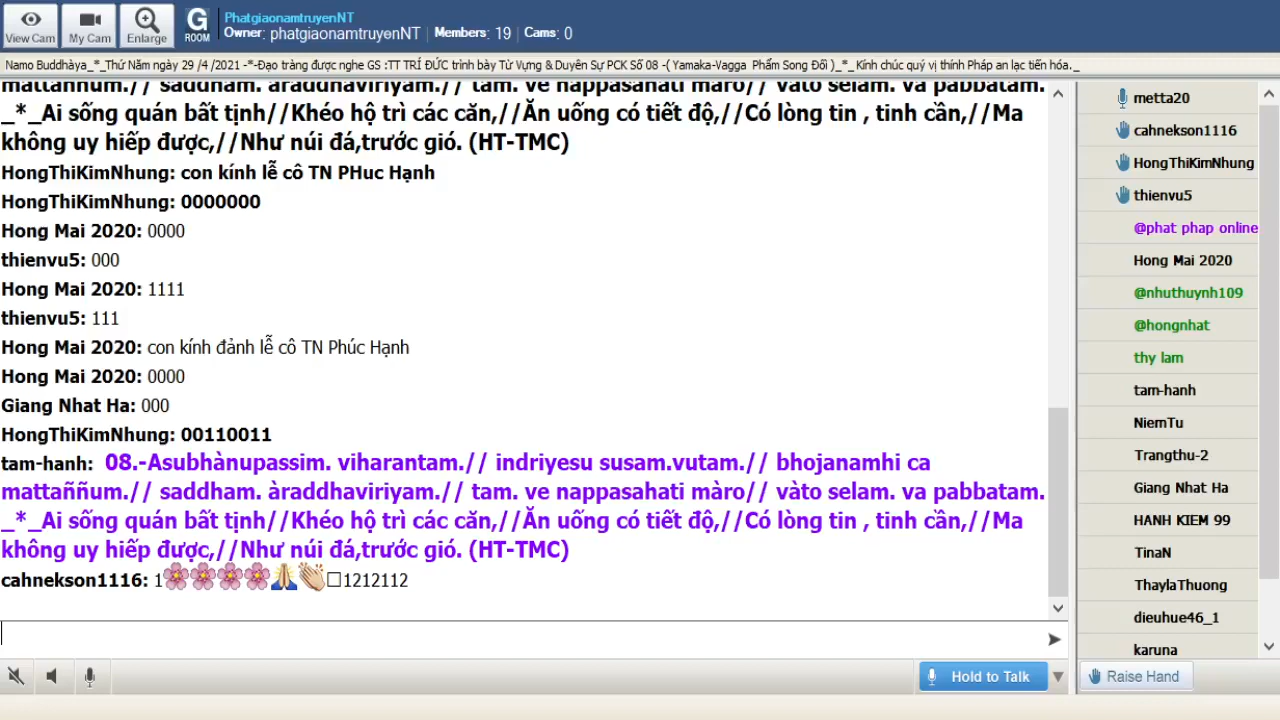 View Cam
My Cam
Enlarge
G
ROOM
PhatgiaonamtruyenNT
Owner: phatgiaonamtruyenNT | Members: 19 | Cams: 0
Namo Buddhàya_*_Thứ Năm ngày 29 /4 /2021 -*-Đạo tràng được nghe GS :TT TRÍ ĐỨC trình bày Từ Vựng & Duyên Sự PCK Số 08 -( Yamaka-Vagga Phẩm Song Đối )_*_ Kính chúc quý vị thính Pháp an lạc tiến hóa._
mattaññum.// saddham. àraddhaviriyam.// tam. ve nappasahati màro// vàto selam. va pabbatam.
_*_Ai sống quán bất tịnh//Khéo hộ trì các căn,//Ăn uống có tiết độ,//Có lòng tin , tinh cần,//Ma
không uy hiếp được,//Như núi đá,trước gió. (HT-TMC)
HongThiKimNhung: con kính lễ cô TN PHuc Hạnh
HongThiKimNhung: 0000000
Hong Mai 2020: 0000
thienvu5: 000
Hong Mai 2020: 1111
thienvu5: 111
Hong Mai 2020: con kính đảnh lễ cô TN Phúc Hạnh
Hong Mai 2020: 0000
Giang Nhat Ha: 000
HongThiKimNhung: 00110011
tam-hanh: 08.-Asubhànupassim. viharantam.// indriyesu susam.vutam.// bhojanamhi ca
mattaññum.// saddham. àraddhaviriyam.// tam. ve nappasahati màro// vàto selam. va pabbatam.
_*_Ai sống quán bất tịnh//Khéo hộ trì các căn,//Ăn uống có tiết độ,//Có lòng tin , tinh cần,//Ma
không uy hiếp được,//Như núi đá,trước gió. (HT-TMC)
cahnekson1116: 1🌸🌸🌸🌸🙏👏□1212112
Hold to Talk
metta20
cahnekson1116
HongThiKimNhung
thienvu5
@phat phap online
Hong Mai 2020
@nhuthuynh109
@hongnhat
thy lam
tam-hanh
NiemTu
Trangthu-2
Giang Nhat Ha
HANH KIEM 99
TinaN
ThaylaThuong
dieuhue46_1
karuna
Raise Hand